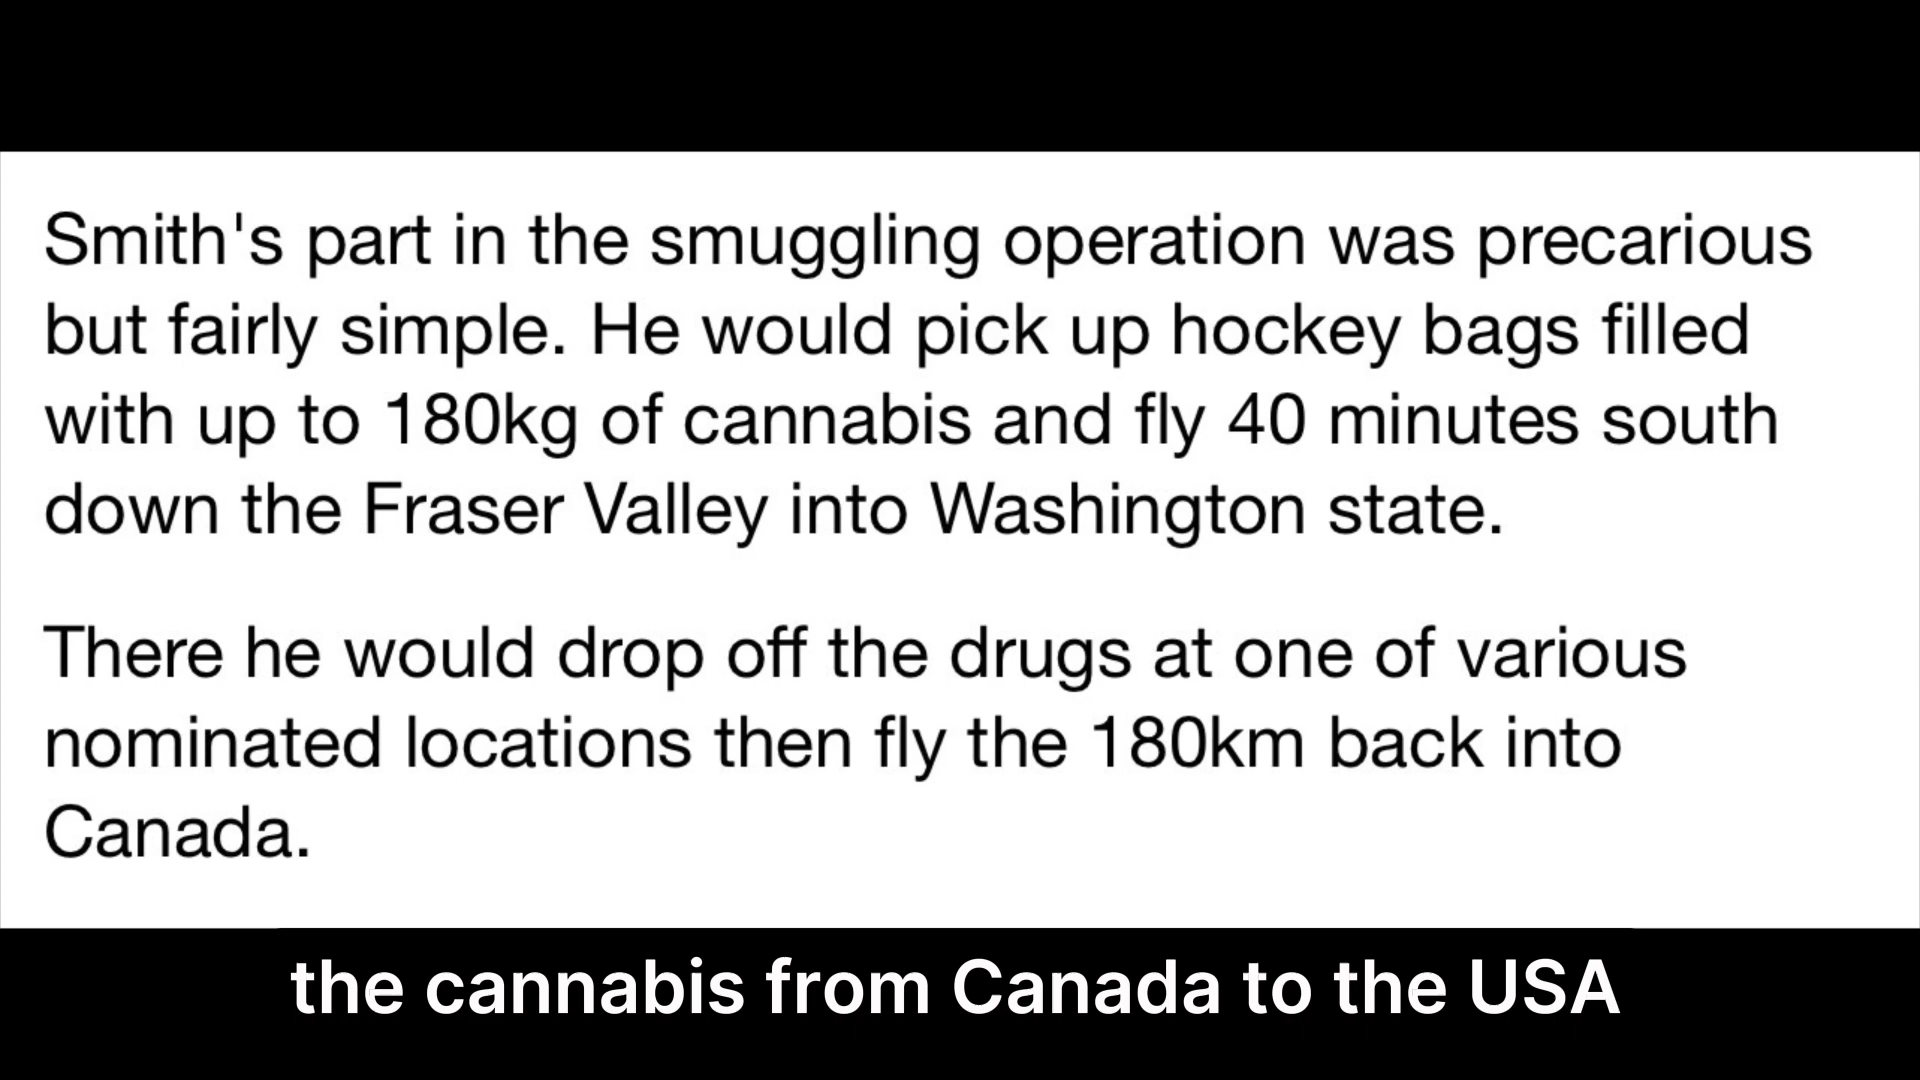 Smith's part in the smuggling operation was precarious
but fairly simple. He would pick up hockey bags filled
with up to 180kg of cannabis and fly 40 minutes south
down the Fraser Valley into Washington state.
There he would drop off the drugs at one of various
nominated locations then fly the 180km back into
Canada.
the cannabis from Canada to the USA